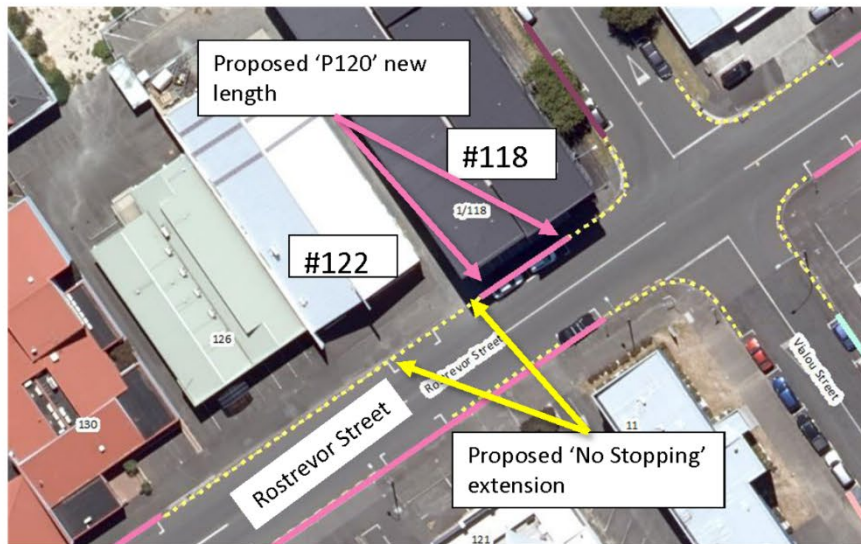 Proposed ‘P120’ new
length
#118
1/118
#122
126
Rostrevor Street
Vialou Street
Rostrevor Street
130
11
Proposed ‘No Stopping’
extension
121